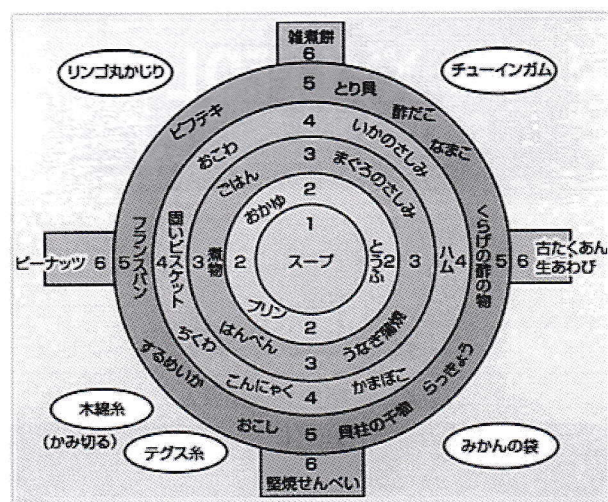 雑煮餅
6
リンゴ丸かじり
チューインガム
5
とり貝
酢だこ
なまこ
ビフテキ
4
いかのさしみ
おこわ
3
まぐろのさしみ
ごはん
2
おかゆ
1
スープ
ピーナッツ 6
5
フランスパン
4
固いビスケット
3
煮物
2
とうふ
2
3
ハム
4
くらげの酢の物
5
6
古たくあん
生あわび
プリン
2
はんぺん
3
うなぎ蒲焼
ちくわ
こんにゃく
4
かまぼこ
らっきょう
するめいか
おこし
5
貝柱の干物
6
堅焼せんべい
木綿糸
(かみ切る)
テグス糸
みかんの袋